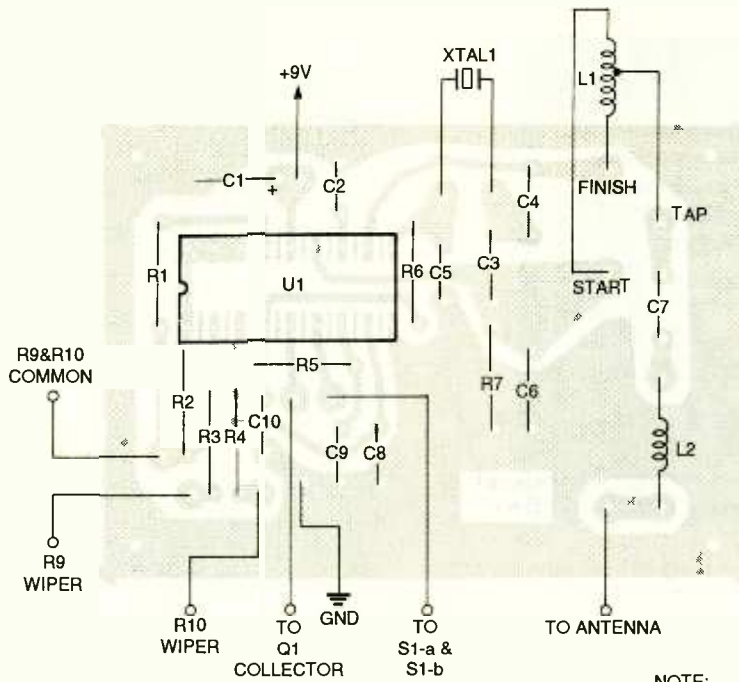 XTAL1
+9V
L1
C1
+
C2
C4
FINISH
TAP
R1
U1
R6
C5
C3
START
C7
R9&R10
COMMON
R5
R2
R7
C6
R3
R4
C10
C9
C8
L2
R9
WIPER
R10
WIPER
TO
Q1
COLLECTOR
GND
TO
S1-a &
S1-b
TO ANTENNA
NOTE: